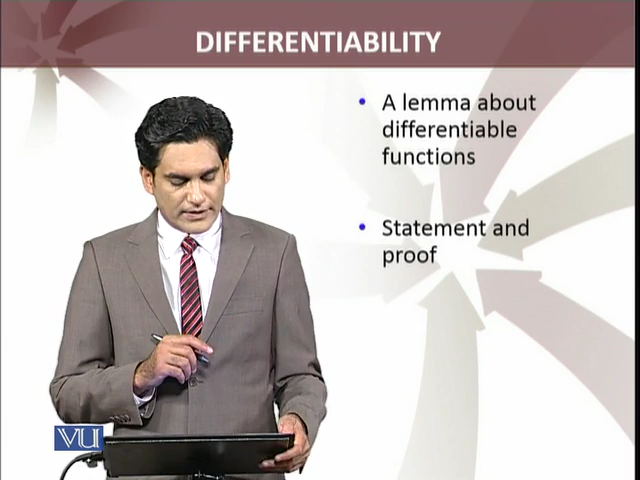 DIFFERENTIABILITY
• A lemma about
differentiable
functions
• Statement and
proof
VU